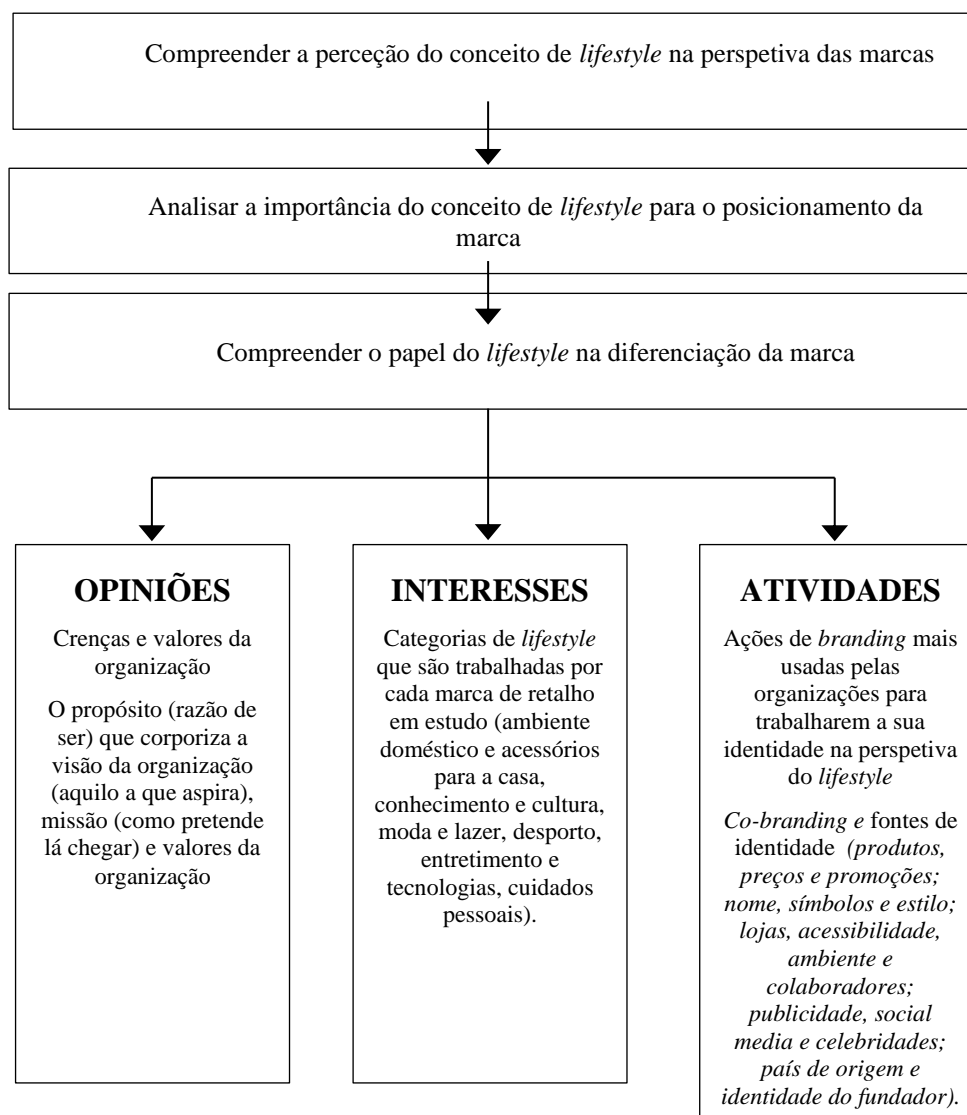 Compreender a perceção do conceito de lifestyle na perspetiva das marcas
Analisar a importância do conceito de lifestyle para o posicionamento da
marca
Compreender o papel do lifestyle na diferenciação da marca
OPINIÕES
Crenças e valores da
organização
O propósito (razão de
ser) que corporiza a
visão da organização
(aquilo a que aspira),
missão (como pretende
lá chegar) e valores da
organização
INTERESSES
Categorias de lifestyle
que são trabalhadas por
cada marca de retalho
em estudo (ambiente
doméstico e acessórios
para a casa,
conhecimento e cultura,
moda e lazer, desporto,
entretimento e
tecnologias, cuidados
pessoais).
ATIVIDADES
Ações de branding mais
usadas pelas
organizações para
trabalharem a sua
identidade na perspetiva
do lifestyle
Co-branding e fontes de
identidade (produtos,
preços e promoções;
nome, símbolos e estilo;
lojas, acessibilidade,
ambiente e
colaboradores;
publicidade, social
media e celebridades;
país de origem e
identidade do fundador).